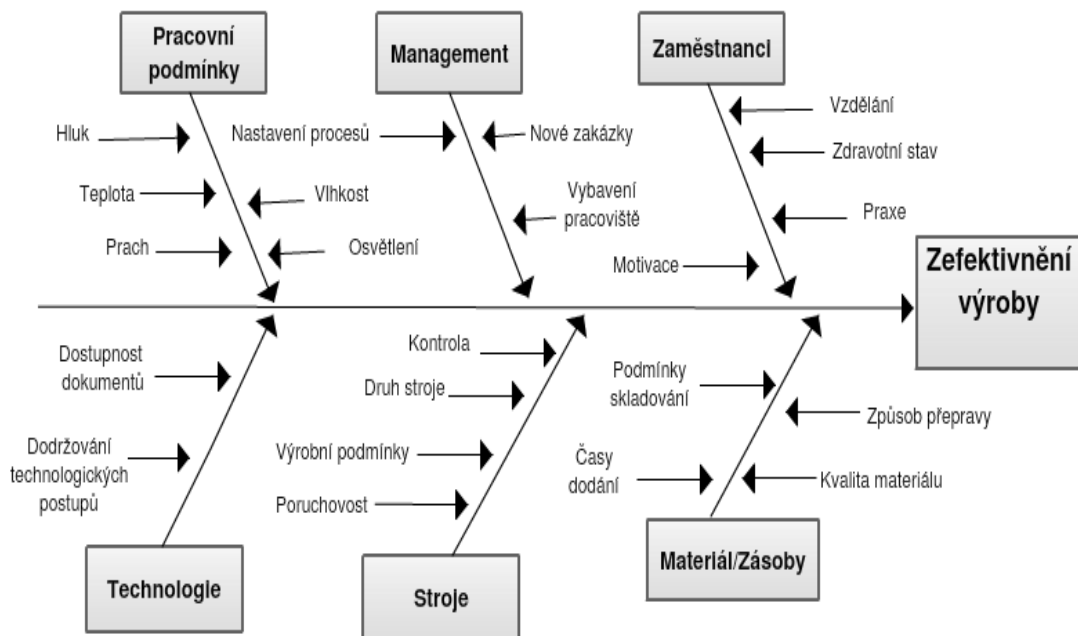 Pracovní
podmínky
Management
Zaměstnanci
Hluk
Teplota
Prach
Vlhkost
Osvětlení
Nastavení procesů
Nové zakázky
Vybavení
pracoviště
Vzdělání
Zdravotní stav
Praxe
Motivace
Zefektivnění
výroby
Dostupnost
dokumentů
Dodržování
technologických
postupů
Kontrola
Druh stroje
Výrobní podmínky
Poruchovost
Podmínky
skladování
Způsob přepravy
Časy
dodání
Kvalita materiálu
Technologie
Stroje
Materiál/Zásoby